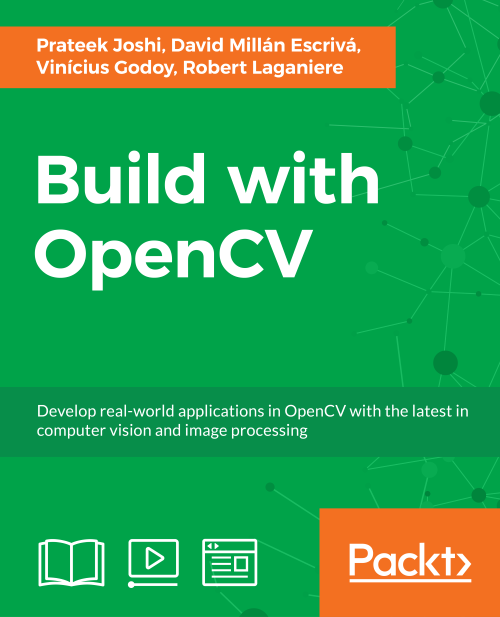 Prateek Joshi, David Millán Escrivá,
Vinícius Godoy, Robert Laganiere
Build with
OpenCV
Develop real-world applications in OpenCV with the latest in
computer vision and image processing
Packt